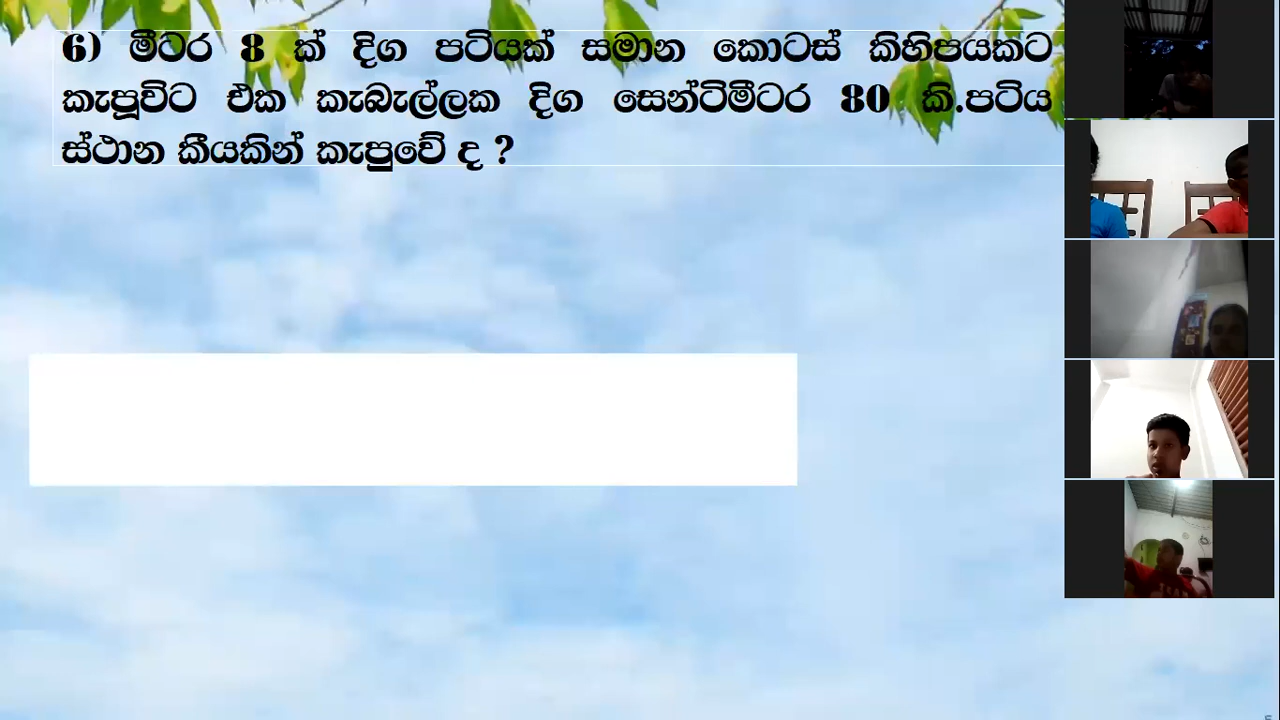 6) මීටර 8 ක් දිග පටියක් සමාන කොටස් කිහිපයකට
කැපූවිට එක කැබැල්ලක දිග සෙන්ටිමීටර 80 කි.පටිය
ස්ථාන කීයකින් කැපුවේ ද ?